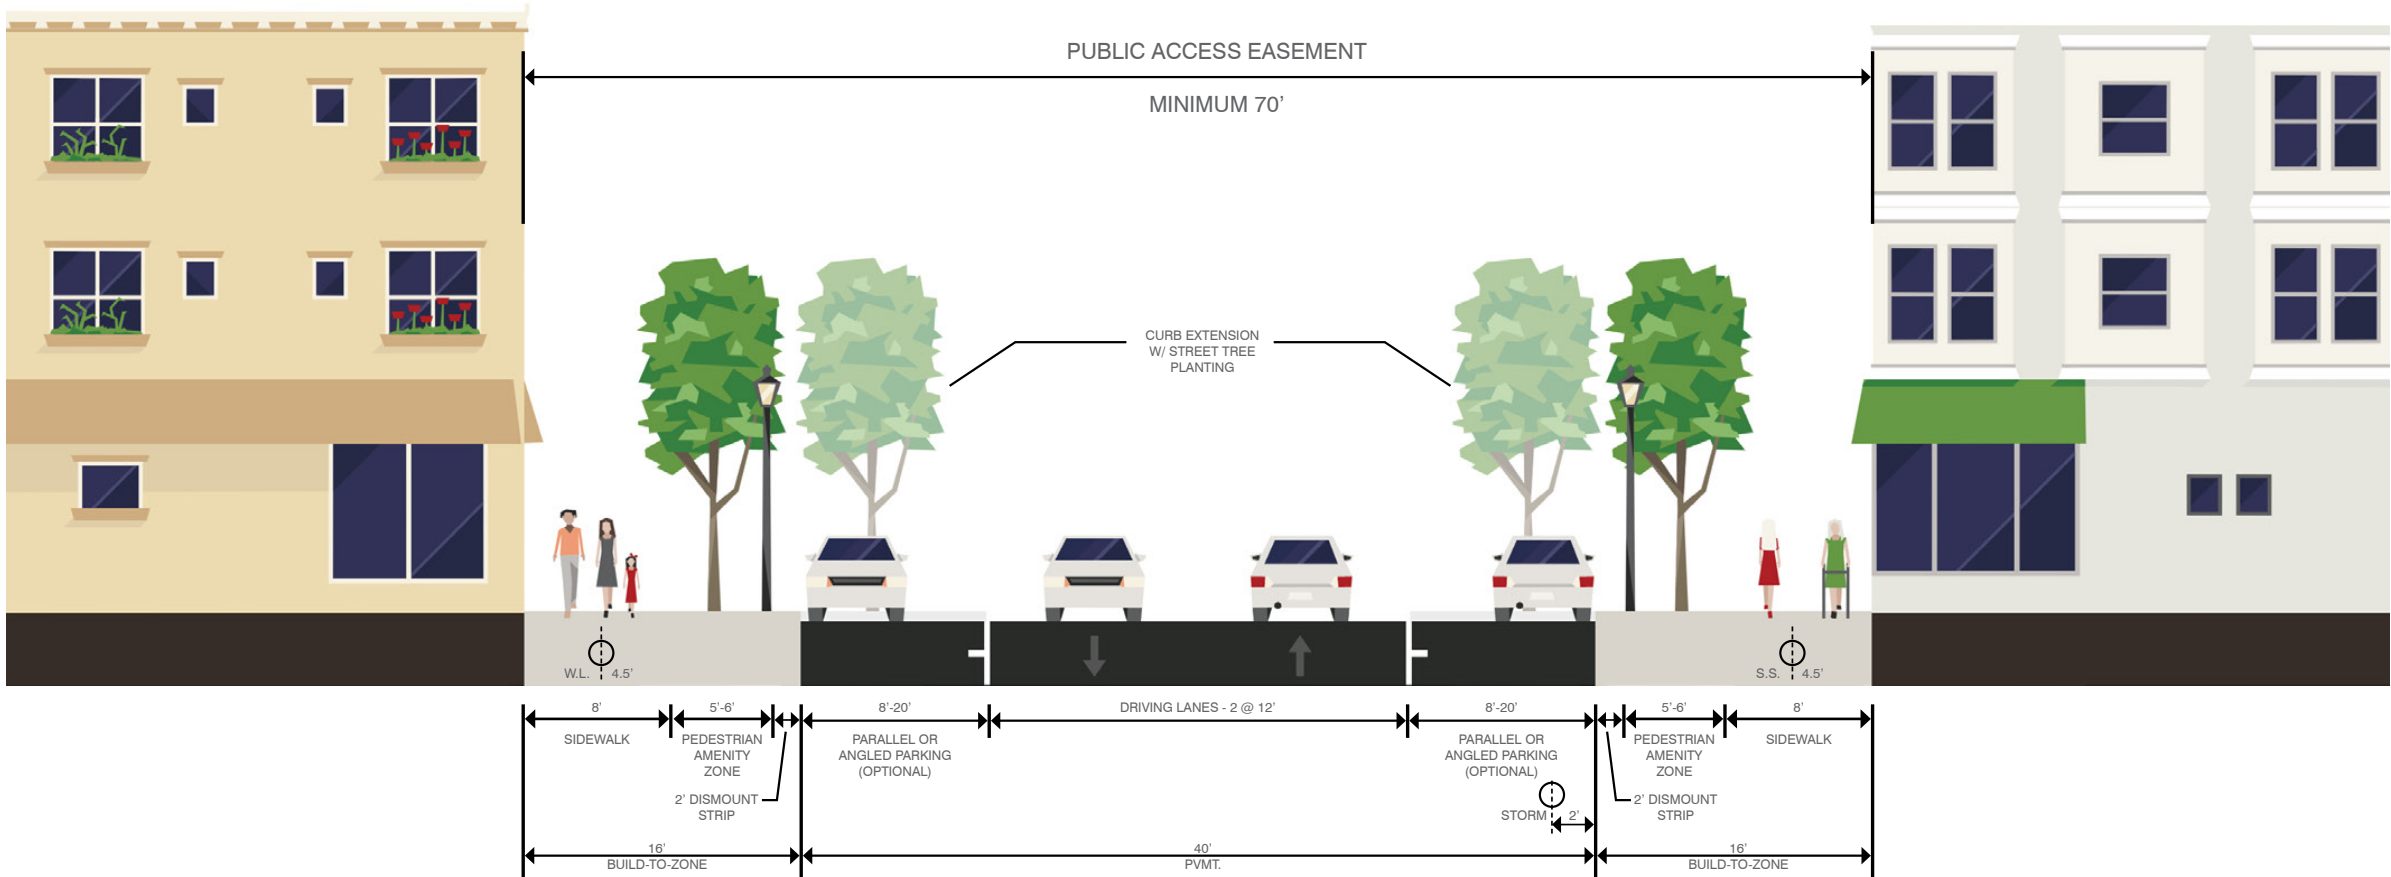 PUBLIC ACCESS EASEMENT
MINIMUM 70'
CURB EXTENSION
W/ STREET TREE
PLANTING
W.L. 4.5'
S.S. 4.5'
8'
5'-6'
8'-20'
DRIVING LANES - 2 @ 12'
8'-20'
5'-6'
8'
SIDEWALK
PEDESTRIAN
AMENITY
ZONE
PARALLEL OR
ANGLED PARKING
(OPTIONAL)
PARALLEL OR
ANGLED PARKING
(OPTIONAL)
PEDESTRIAN
AMENITY
ZONE
SIDEWALK
2' DISMOUNT
STRIP
STORM 2'
2' DISMOUNT
STRIP
16'
BUILD-TO-ZONE
40'
PVMT.
16'
BUILD-TO-ZONE